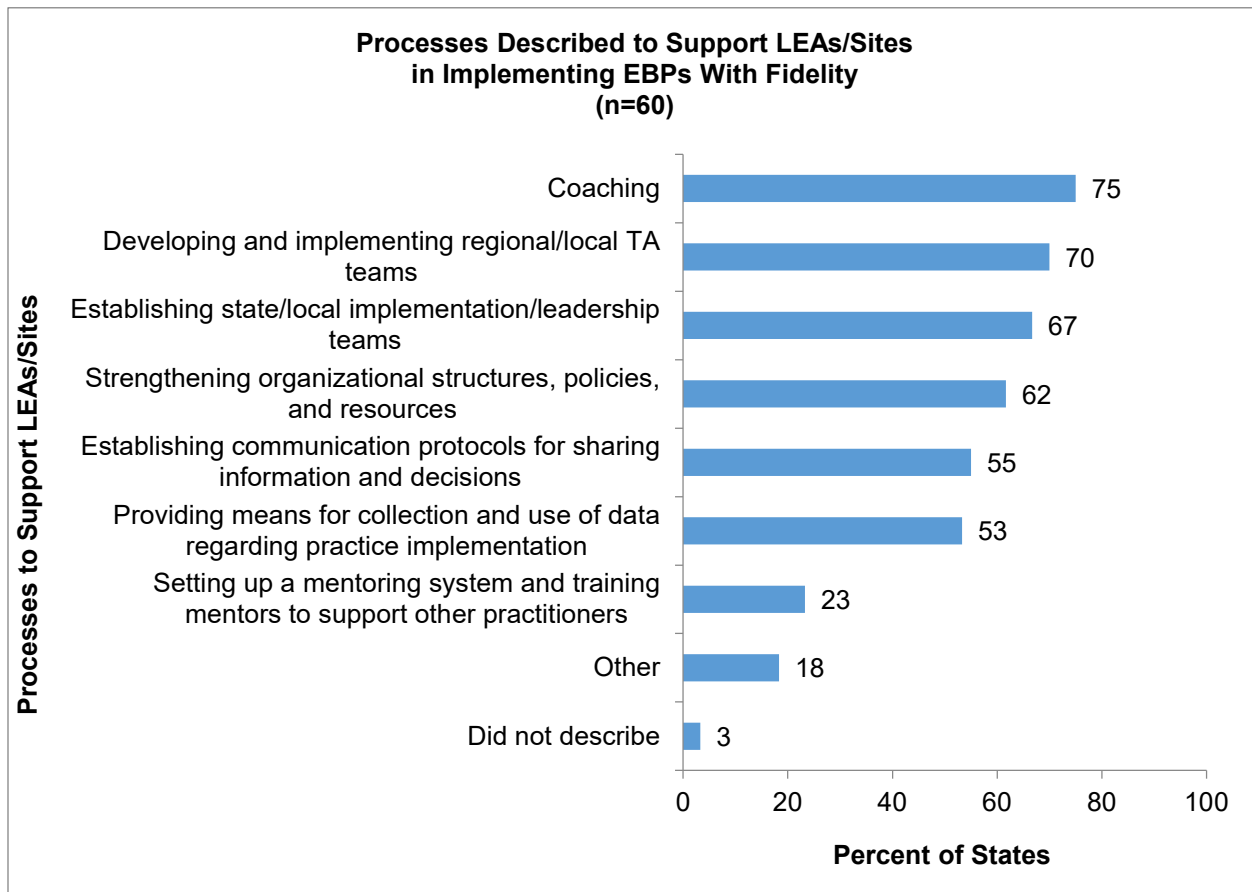 Processes Described to Support LEAs/Sites
in Implementing EBPs With Fidelity
(n=60)
Processes to Support LEAs/Sites
Coaching
75
Developing and implementing regional/local TA
teams
70
Establishing state/local implementation/leadership
teams
67
Strengthening organizational structures, policies,
and resources
62
Establishing communication protocols for sharing
information and decisions
55
Providing means for collection and use of data
regarding practice implementation
53
Setting up a mentoring system and training
mentors to support other practitioners
23
Other
18
Did not describe
3
0 20 40 60 80 100
Percent of States